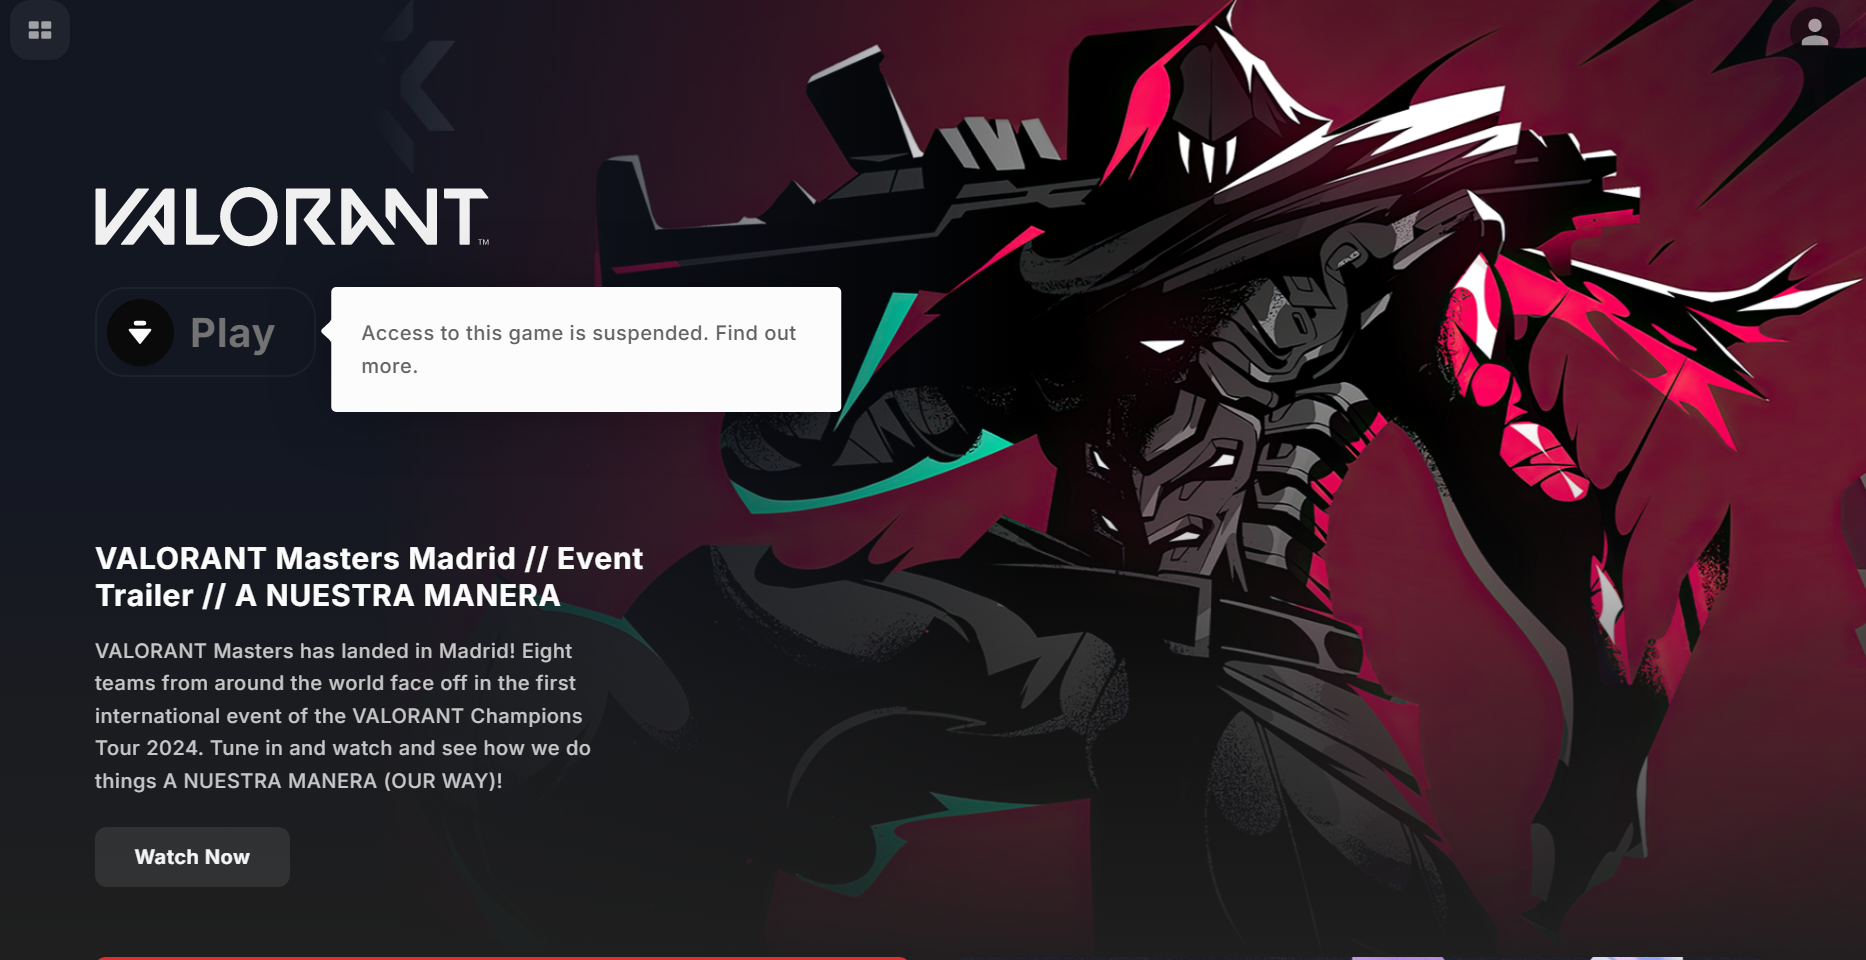 VALORANT™
Play
Access to this game is suspended. Find out
more.
VALORANT Masters Madrid // Event
Trailer // A NUESTRA MANERA
VALORANT Masters has landed in Madrid! Eight
teams from around the world face off in the first
international event of the VALORANT Champions
Tour 2024. Tune in and watch and see how we do
things A NUESTRA MANERA (OUR WAY)!
Watch Now